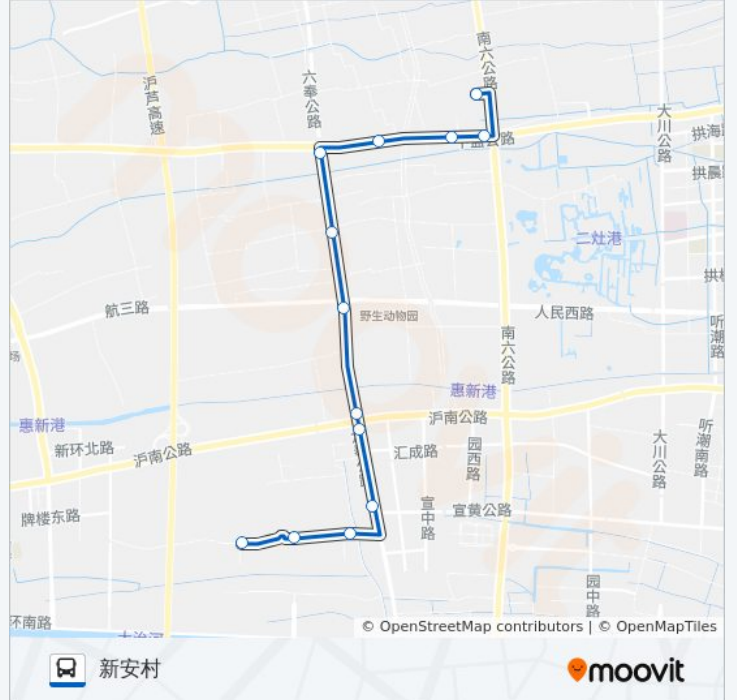 南六公路
沪芦高速
六奉公路
大川公路
拱海
拱晨
二灶港
拱极
航三路
野生动物园
人民西路
听潮路
南六公路
惠新港
惠新港
沪南公路
听潮南路
新环北路
沪南公路
汇成路
园西路
大川公路
牌楼东路
宣中路
宣黄公路
园中路
环南路
大治河
© OpenStreetMap contributors | © OpenMapTiles
新安村
moovit